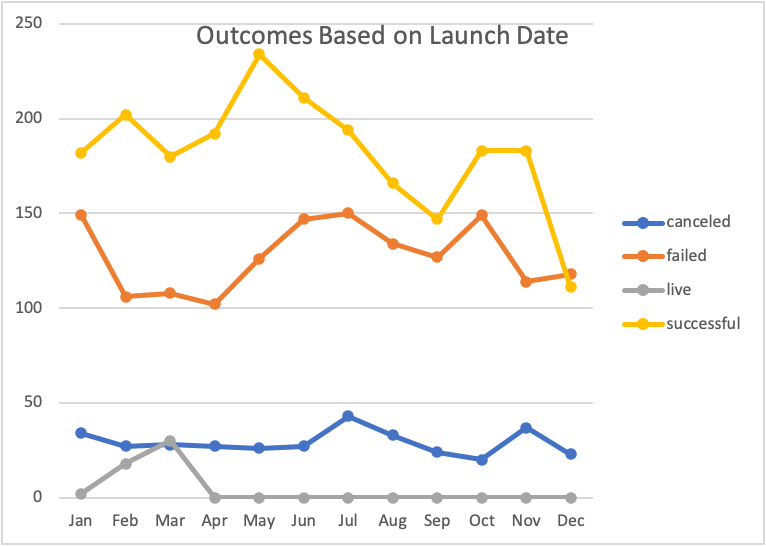 Outcomes Based on Launch Date
250
200
150
100
50
0
Jan Feb Mar Apr May Jun Jul Aug Sep Oct Nov Dec
canceled
failed
live
successful